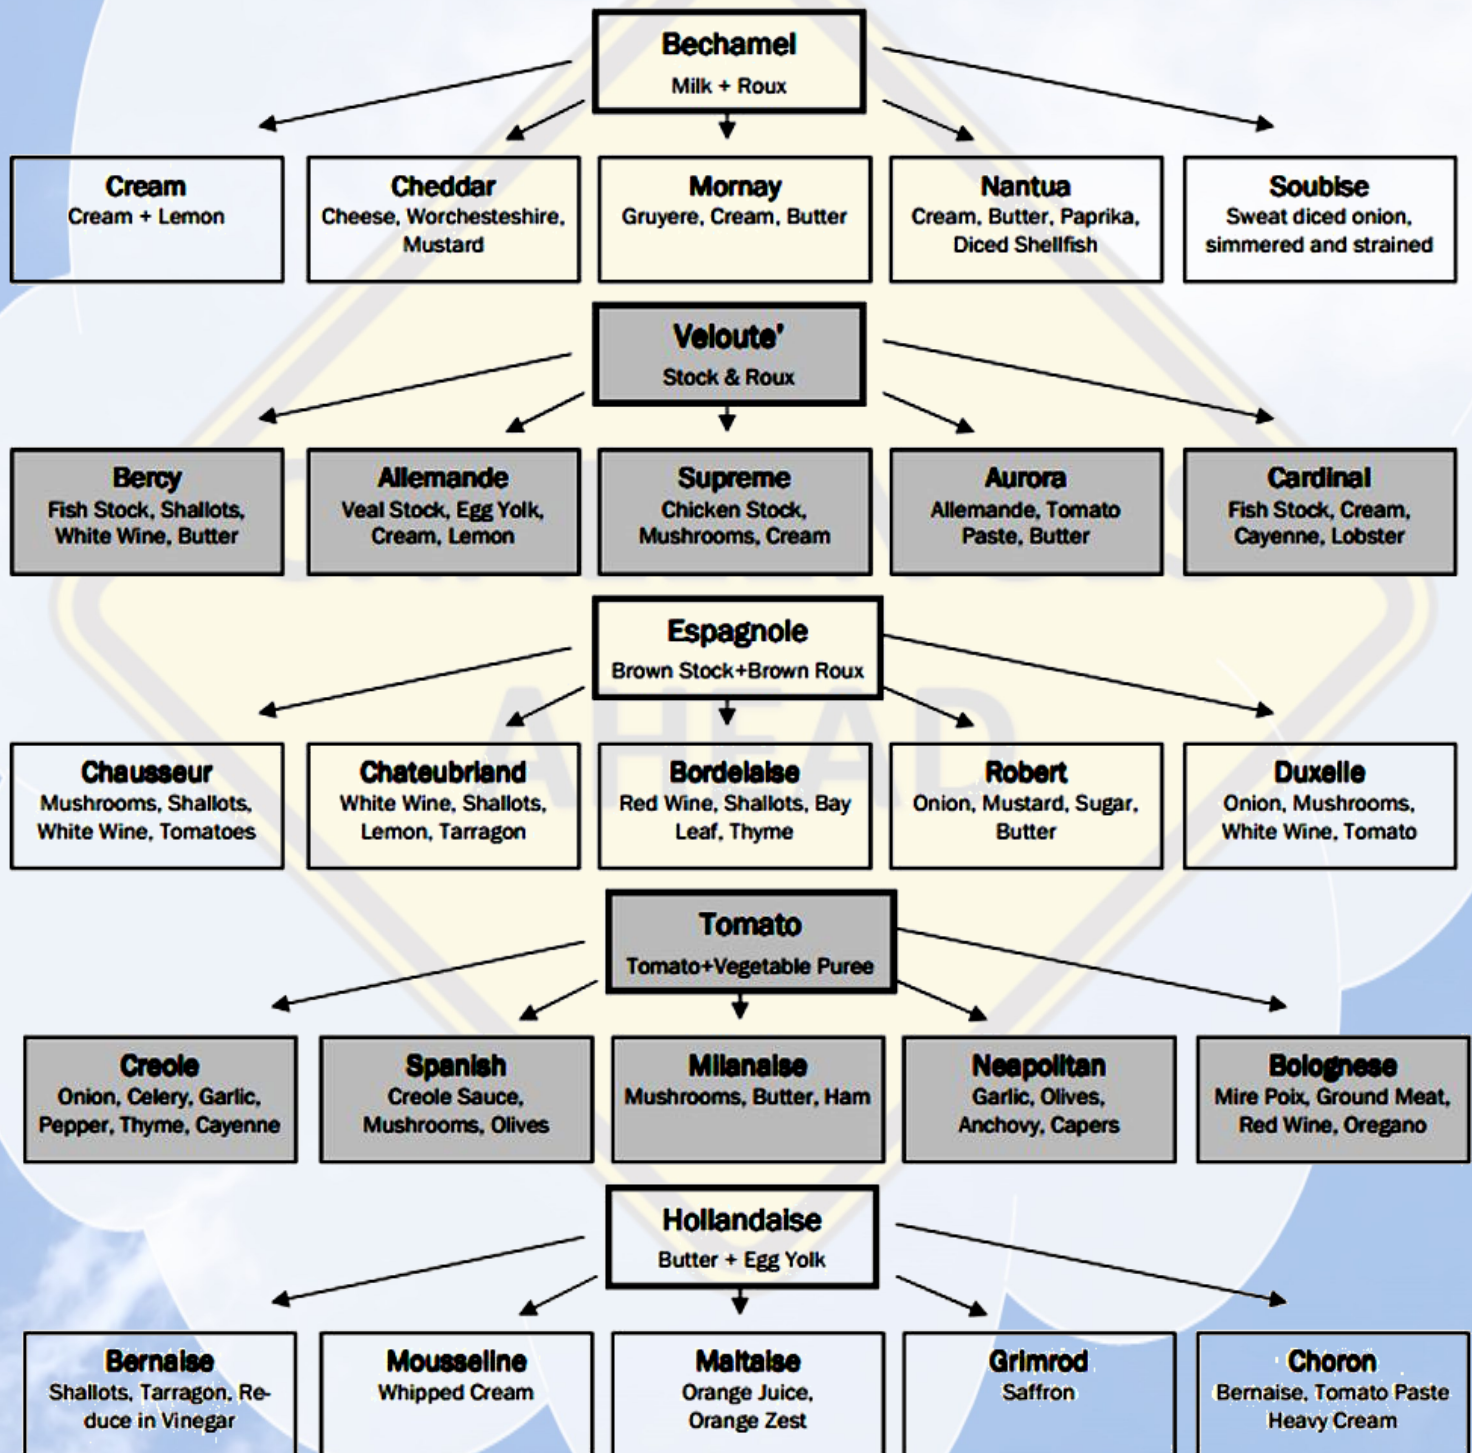 Bechamel
Milk + Roux
Cream
Cream + Lemon
Cheddar
Cheese, Worchesteshire,
Mustard
Mornay
Gruyere, Cream, Butter
Nantua
Cream, Butter, Paprika,
Diced Shellfish
Soubise
Sweat diced onion,
simmered and strained
Veloute'
Stock & Roux
Bercy
Fish Stock, Shallots,
White Wine, Butter
Allemande
Veal Stock, Egg Yolk,
Cream, Lemon
Supreme
Chicken Stock,
Mushrooms, Cream
Aurora
Allemande, Tomato
Paste, Butter
Cardinal
Fish Stock, Cream,
Cayenne, Lobster
Espagnole
Brown Stock+Brown Roux
AHEAD
Chausseur
Mushrooms, Shallots,
White Wine, Tomatoes
Chateubriand
White Wine, Shallots,
Lemon, Tarragon
Bordelaise
Red Wine, Shallots, Bay
Leaf, Thyme
Robert
Onion, Mustard, Sugar,
Butter
Duxelle
Onion, Mushrooms,
White Wine, Tomato
Tomato
Tomato+Vegetable Puree
Creole
Onion, Celery, Garlic,
Pepper, Thyme, Cayenne
Spanish
Creole Sauce,
Mushrooms, Olives
Milanaise
Mushrooms, Butter, Ham
Neapolitan
Garlic, Olives,
Anchovy, Capers
Bolognese
Mire Poix, Ground Meat,
Red Wine, Oregano
Hollandaise
Butter + Egg Yolk
Bernaise
Shallots, Tarragon, Re-
duce in Vinegar
Mousseline
Whipped Cream
Maltaise
Orange Juice,
Orange Zest
Grimrod
Saffron
Choron
Bernaise, Tomato Paste
Heavy Cream